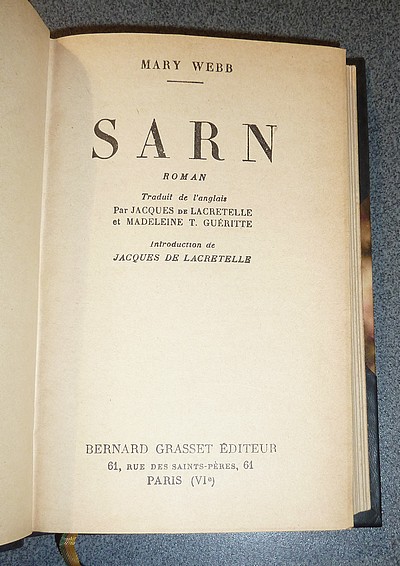 MARY WEBB
SARN
ROMAN
Traduit de l'anglais
Par JACQUES DE LACRETELLE
et MADELEINE T. GUÉRITTE
Introduction de
JACQUES DE LACRETELLE
BERNARD GRASSET ÉDITEUR
61, RUE DES SAINTS-PÈRES, 61
PARIS (VIe)